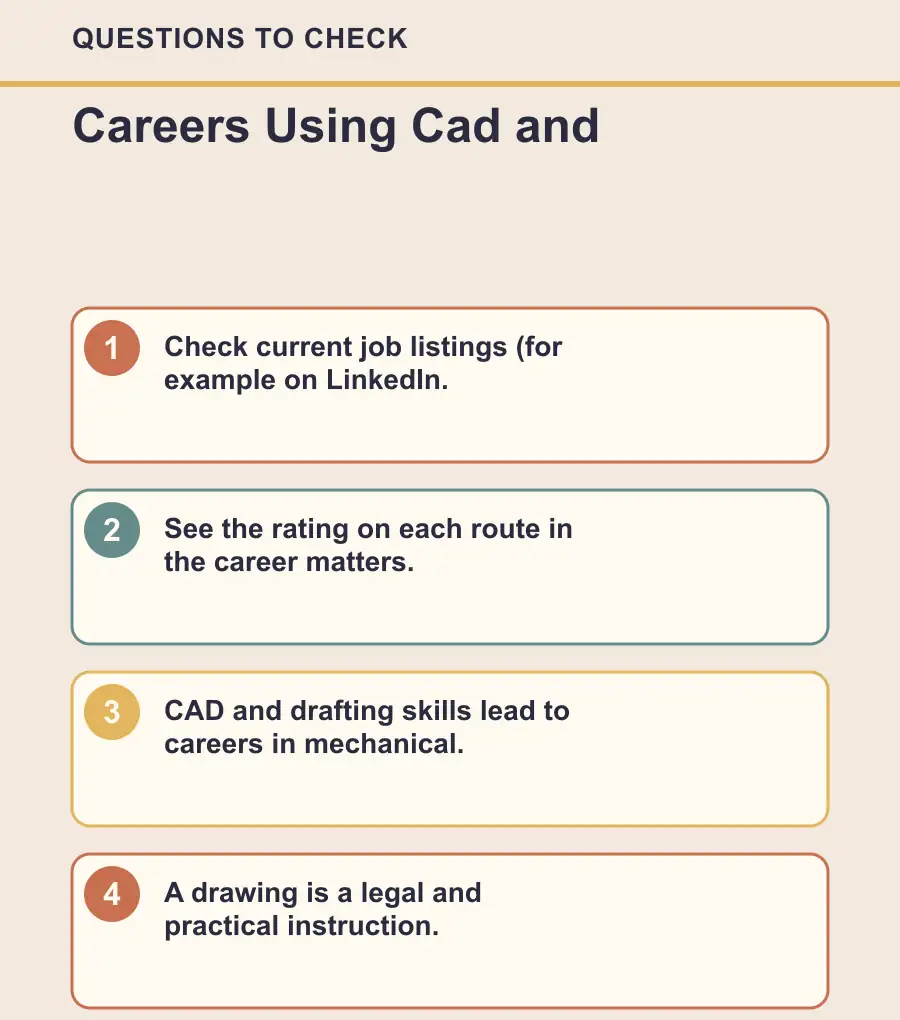 QUESTIONS TO CHECK
Careers Using Cad and
1
Check current job listings (for
example on LinkedIn.
2
See the rating on each route in
the career matters.
3
CAD and drafting skills lead to
careers in mechanical.
4
A drawing is a legal and
practical instruction.